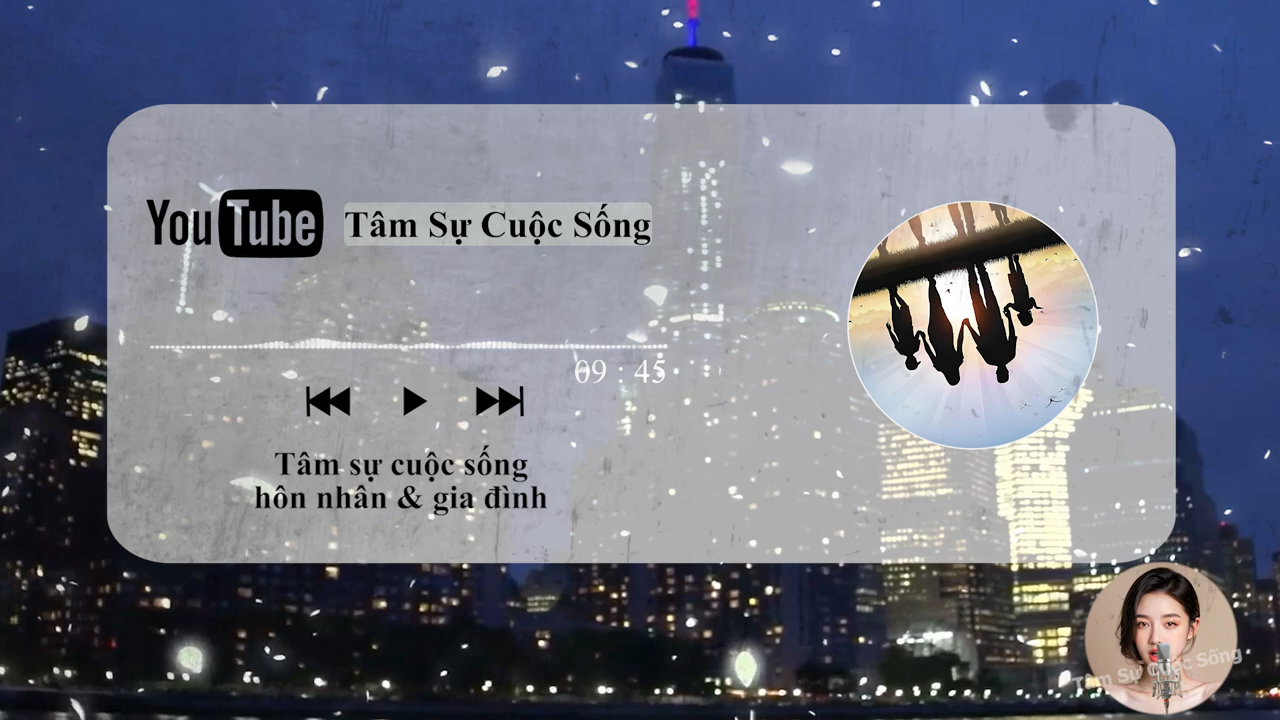 YouTube
Tâm Sự Cuộc Sống
09 : 45
Tâm sự cuộc sống
hôn nhân & gia đình
Tâm Sự Cuộc Sống